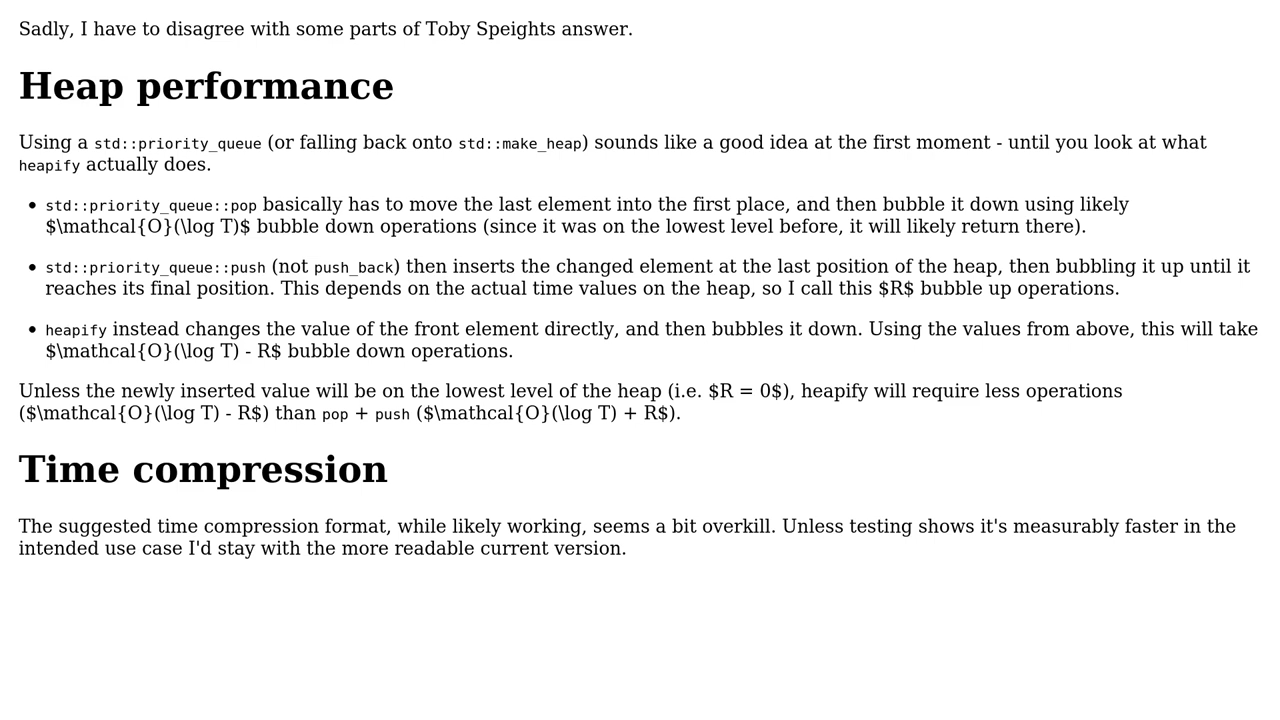 Sadly, I have to disagree with some parts of Toby Speights answer.
Heap performance
Using a std::priority_queue (or falling back onto std::make_heap) sounds like a good idea at the first moment - until you look at what
heapify actually does.
• std::priority_queue::pop basically has to move the last element into the first place, and then bubble it down using likely
$\mathcal{O}(\log T)$ bubble down operations (since it was on the lowest level before, it will likely return there).
• std::priority_queue::push (not push_back) then inserts the changed element at the last position of the heap, then bubbling it up until it
reaches its final position. This depends on the actual time values on the heap, so I call this $R$ bubble up operations.
• heapify instead changes the value of the front element directly, and then bubbles it down. Using the values from above, this will take
$\mathcal{O}(\log T) - R$ bubble down operations.
Unless the newly inserted value will be on the lowest level of the heap (i.e. $R = 0$), heapify will require less operations
($\mathcal{O}(\log T) - R$) than pop + push ($\mathcal{O}(\log T) + R$).
Time compression
The suggested time compression format, while likely working, seems a bit overkill. Unless testing shows it's measurably faster in the
intended use case I'd stay with the more readable current version.